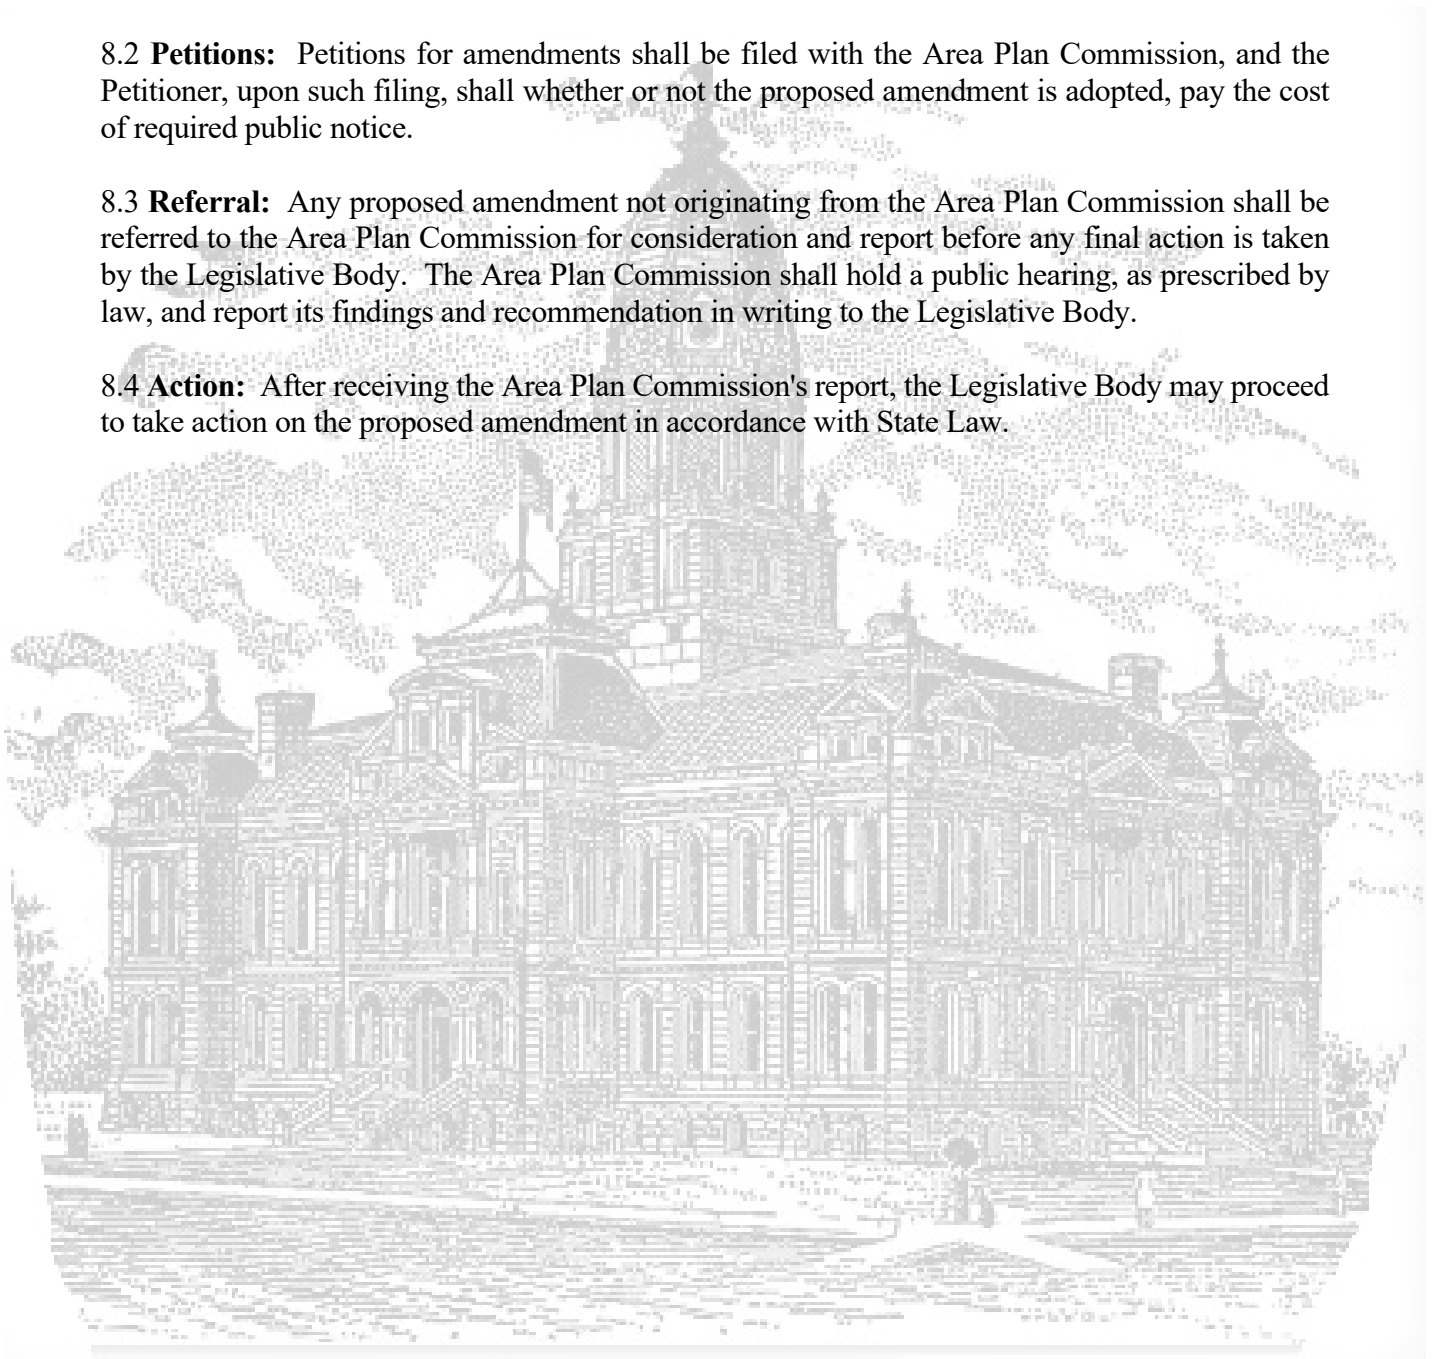 8.2 Petitions: Petitions for amendments shall be filed with the Area Plan Commission, and the
Petitioner, upon such filing, shall whether or not the proposed amendment is adopted, pay the cost
of required public notice.
8.3 Referral: Any proposed amendment not originating from the Area Plan Commission shall be
referred to the Area Plan Commission for consideration and report before any final action is taken
by the Legislative Body. The Area Plan Commission shall hold a public hearing, as prescribed by
law, and report its findings and recommendation in writing to the Legislative Body.
8.4 Action: After receiving the Area Plan Commission's report, the Legislative Body may proceed
to take action on the proposed amendment in accordance with State Law.